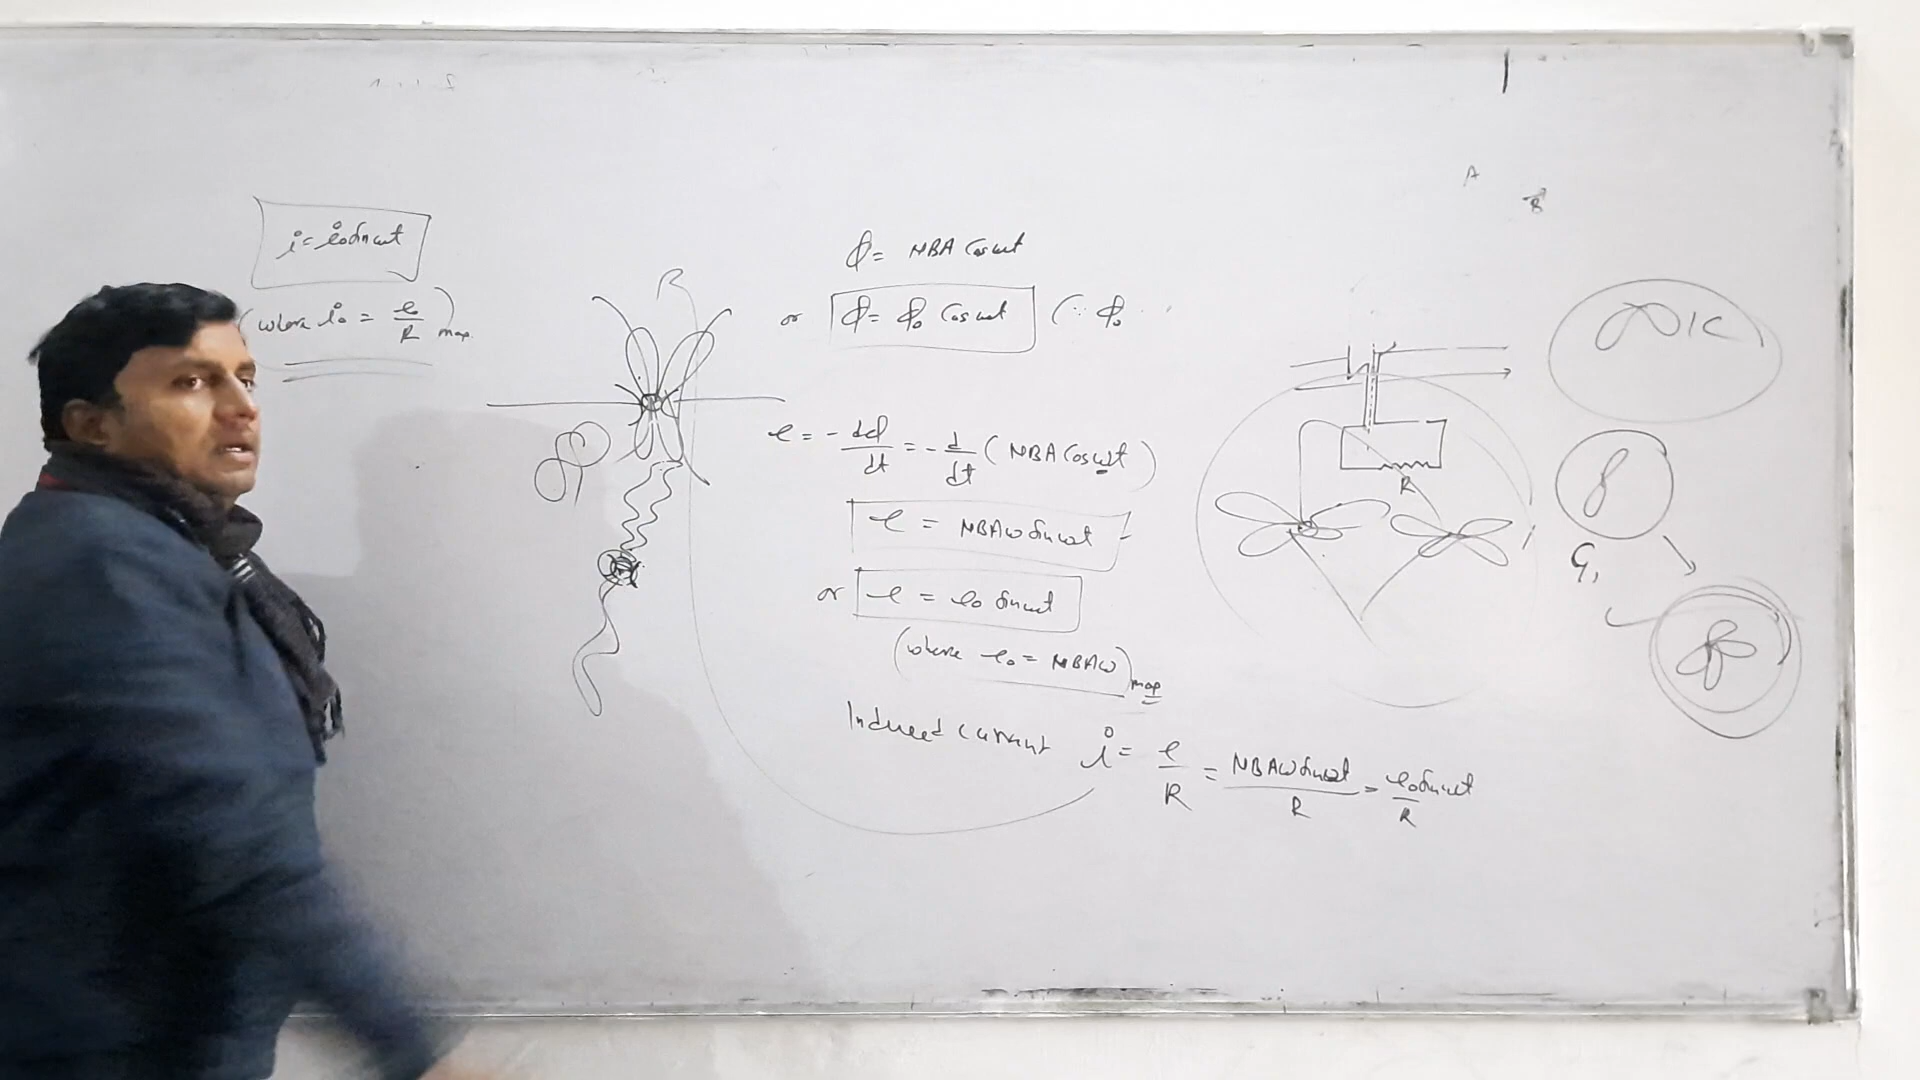 i = i₀ sin ωt
(where i₀ = e₀/R) max
B
ϕ = NBA Cos ωt
or ϕ = ϕ₀ Cos ωt (∵ ϕ₀
e = - dϕ/dt = - d/dt (NBA Cos ωt)
e = NBAω Sin ωt
or e = e₀ Sin ωt
(where e₀ = NBAω) max
Induced current i = e/R = NBAω Sin ωt/R = e₀ Sin ωt/R
A
B
R
1K
G,